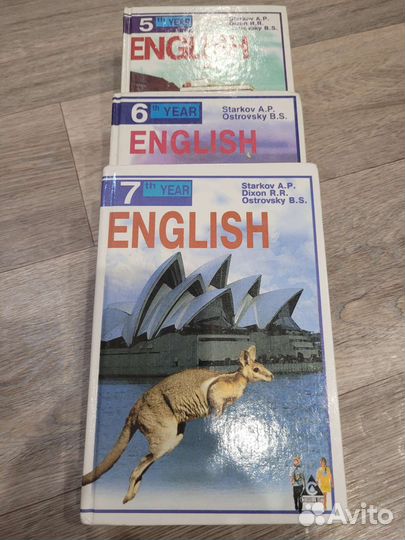 5th YEAR
Starkov A.P.
Dixon R.R.
Ostrovsky B.S.
ENGLISH
6th YEAR
Starkov A.P.
Ostrovsky B.S.
ENGLISH
7th YEAR
Starkov A.P.
Dixon R.R.
Ostrovsky B.S.
ENGLISH
Avito